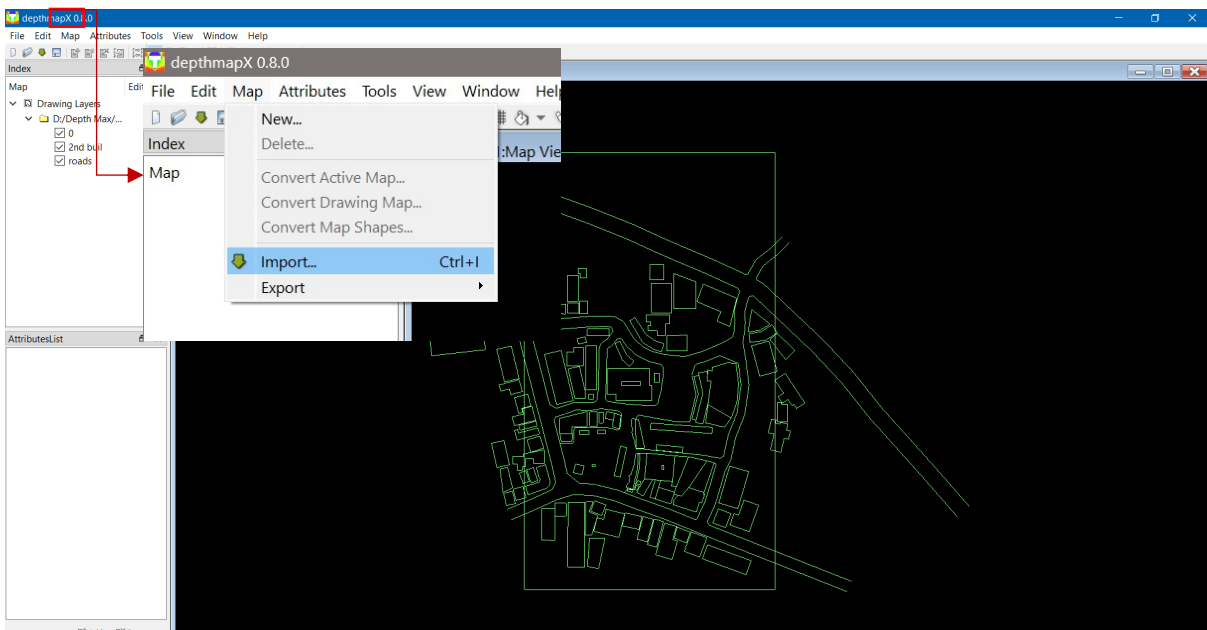 depthmapX 0.8.0
File Edit Map Attributes Tools View Window Help
Index
Map
Drawing Layers
D:/Depth Max/...
0
2nd buil
roads
AttributesList
depthmapX 0.8.0
File Edit Map Attributes Tools View Window Hel
New...
Index
Delete...
:Map Vie
Map
Convert Active Map...
Convert Drawing Map...
Convert Map Shapes...
Import... Ctrl+I
Export